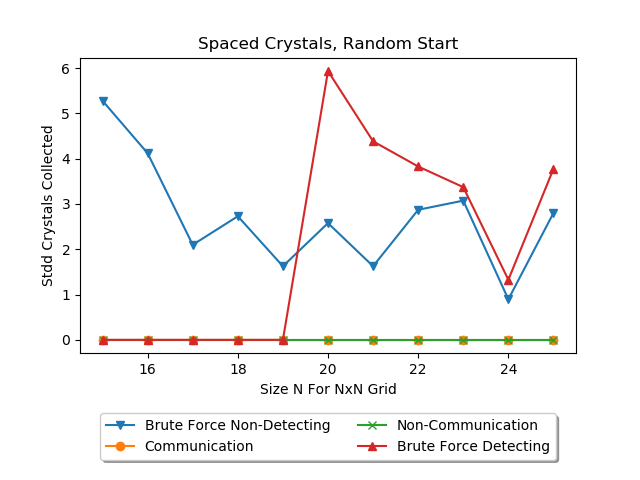 Spaced Crystals, Random Start
Stdd Crystals Collected
6
5
4
3
2
1
0
16 18 20 22 24
Size N For NxN Grid
Brute Force Non-Detecting
Communication
Non-Communication
Brute Force Detecting